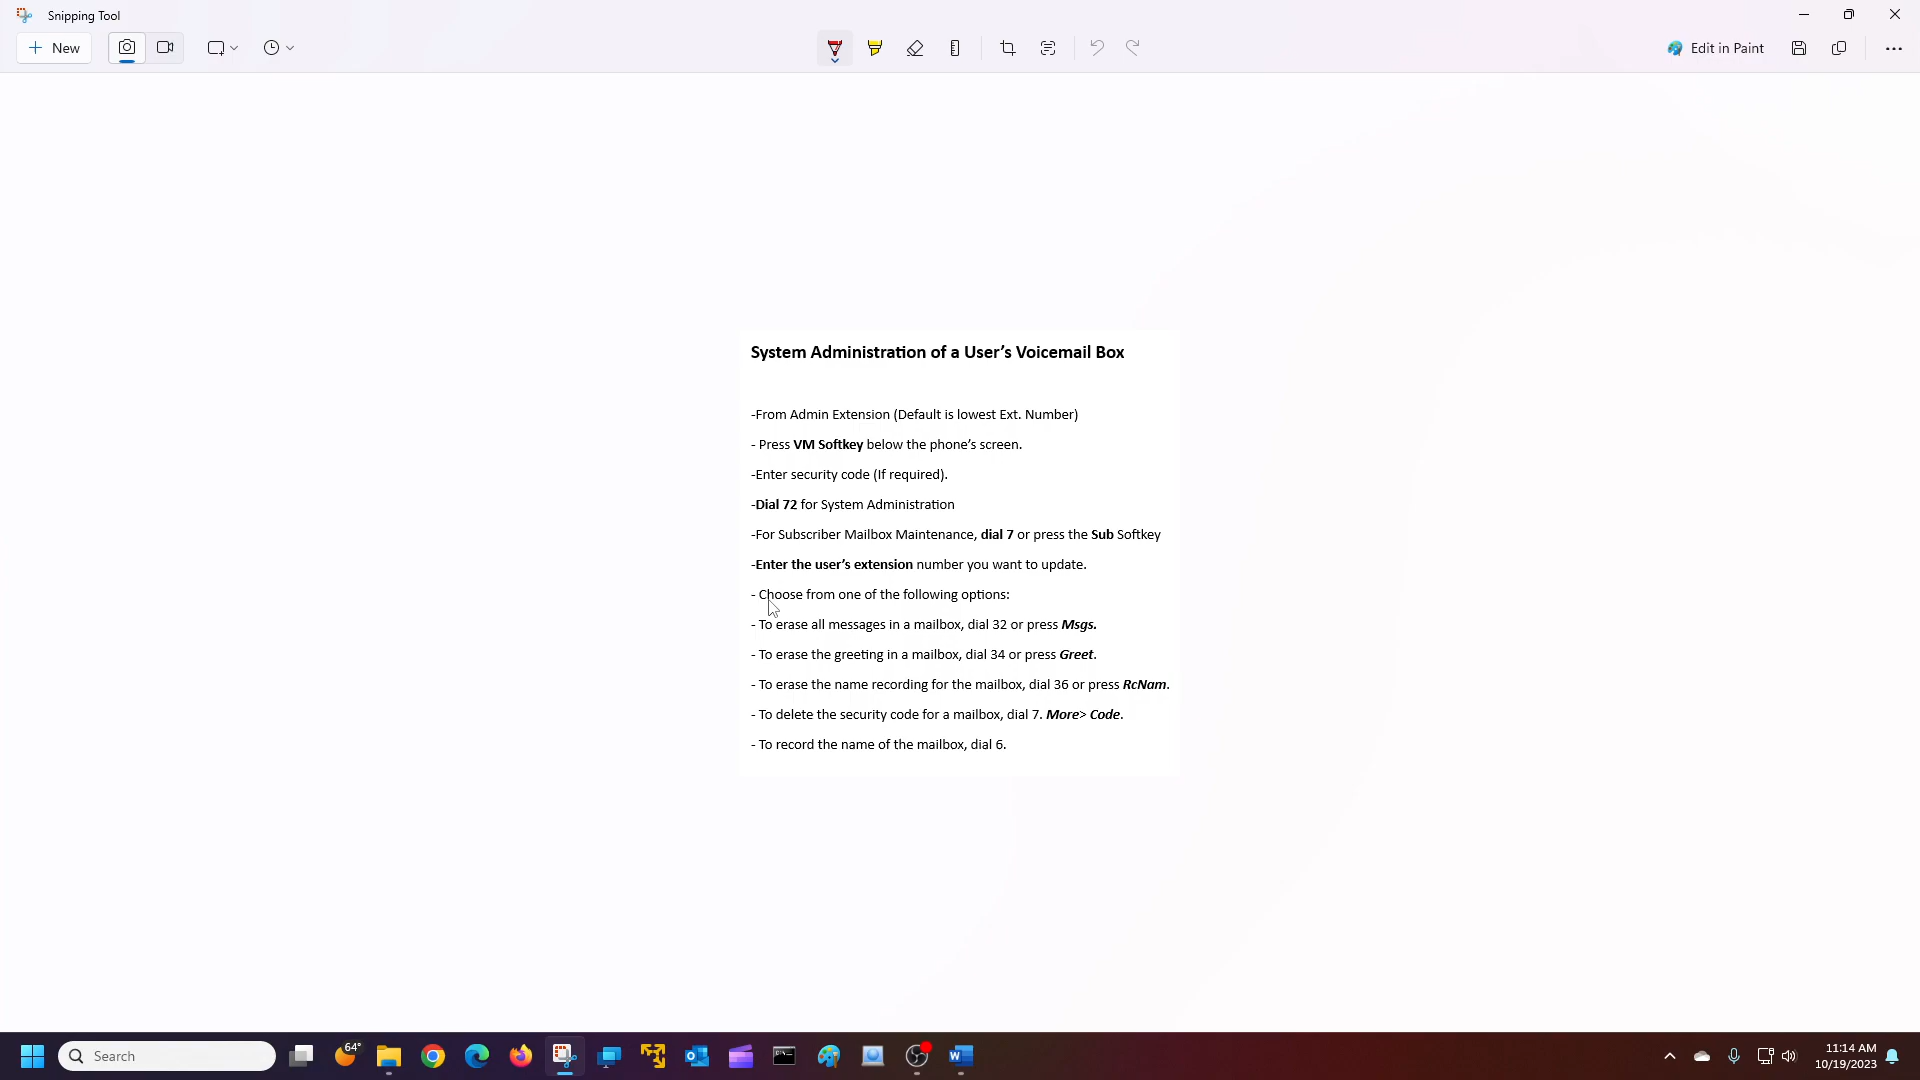 Snipping Tool
New
Edit in Paint
System Administration of a User’s Voicemail Box
-From Admin Extension (Default is lowest Ext. Number)
- Press VM Softkey below the phone’s screen.
-Enter security code (If required).
-Dial 72 for System Administration
-For Subscriber Mailbox Maintenance, dial 7 or press the Sub Softkey
-Enter the user’s extension number you want to update.
- Choose from one of the following options:
- To erase all messages in a mailbox, dial 32 or press Msgs.
- To erase the greeting in a mailbox, dial 34 or press Greet.
- To erase the name recording for the mailbox, dial 36 or press RcNam.
- To delete the security code for a mailbox, dial 7. More> Code.
- To record the name of the mailbox, dial 6.
Search
64°
11:14 AM
10/19/2023